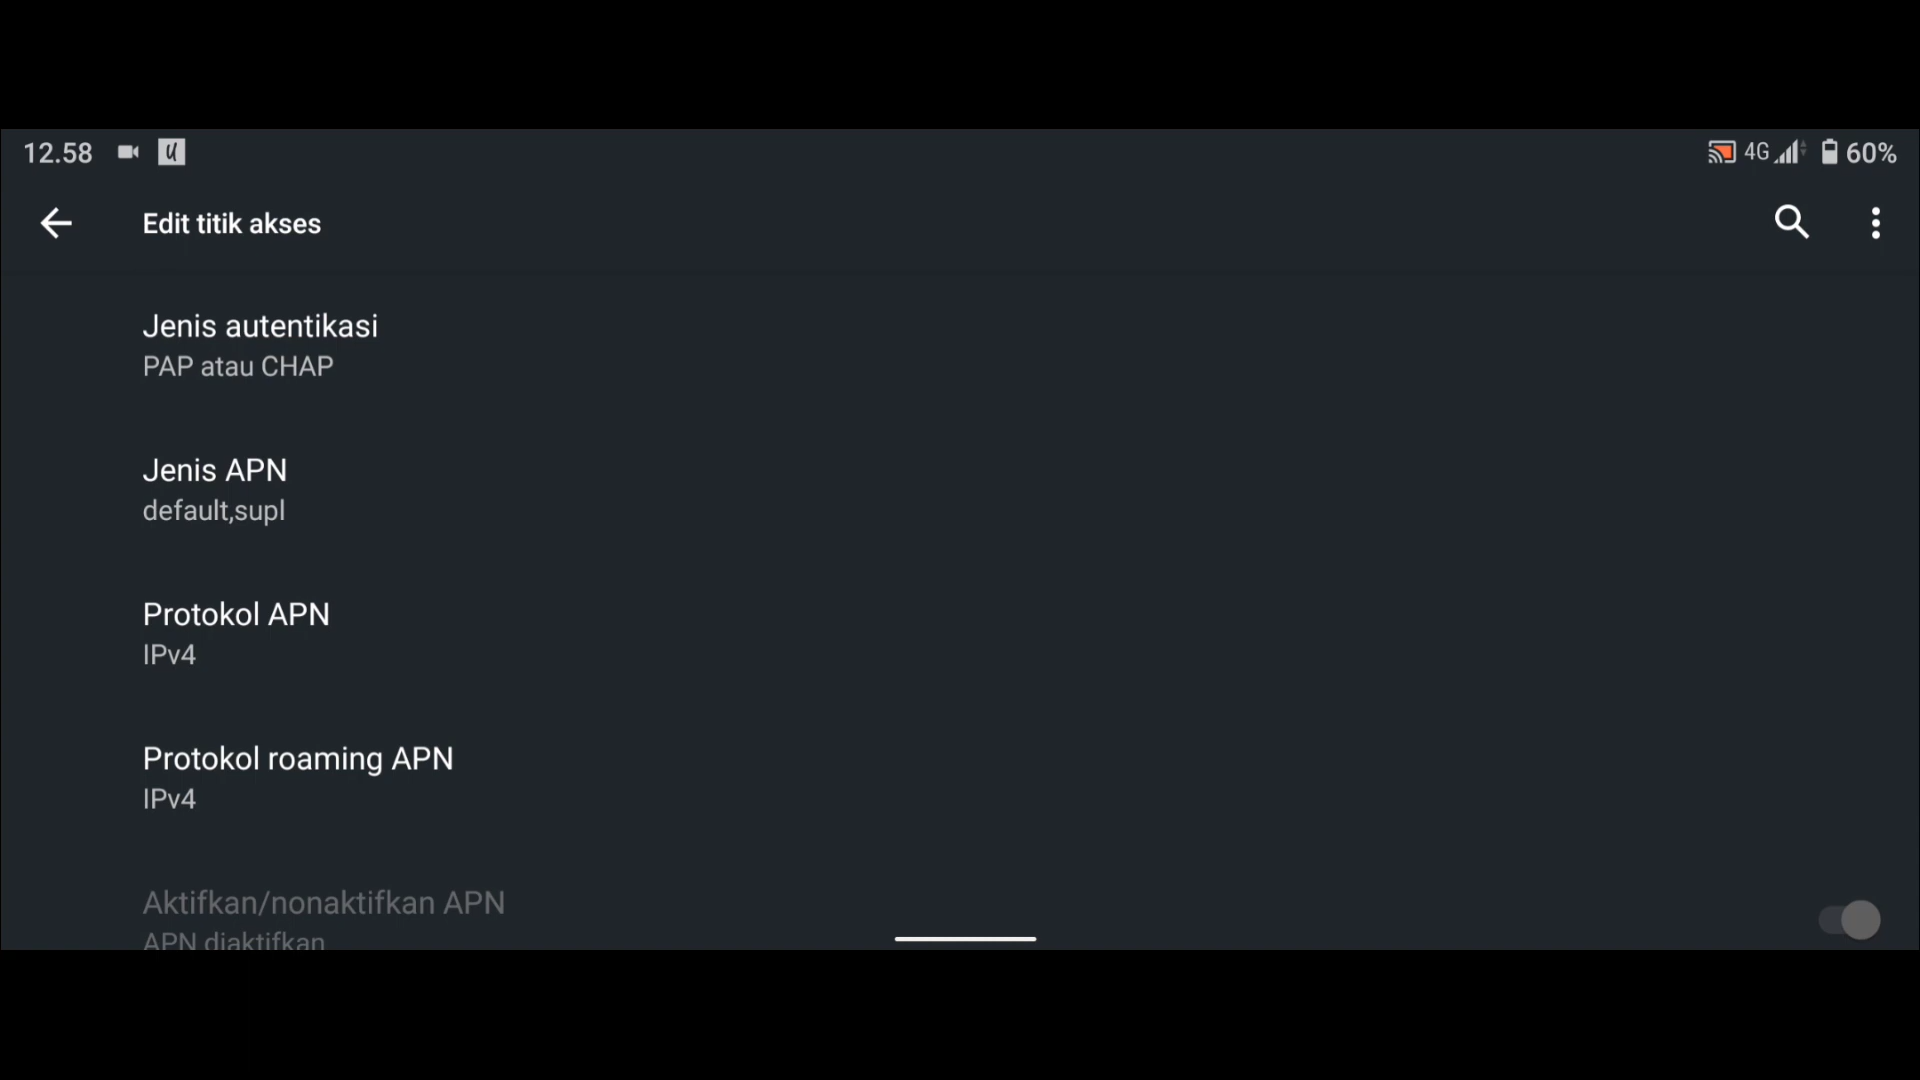 12.58
4G
60%
Edit titik akses
Jenis autentikasi
PAP atau CHAP
Jenis APN
default,supl
Protokol APN
IPv4
Protokol roaming APN
IPv4
Aktifkan/nonaktifkan APN
APN diaktifkan